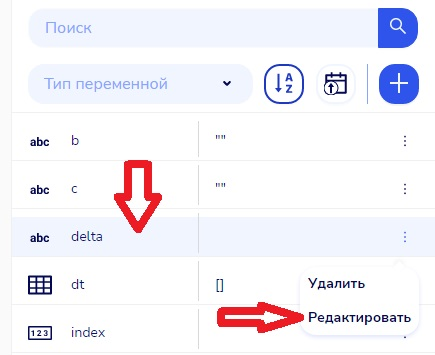 Поиск
Тип переменной
A
Z
abc b ""
abc c ""
abc delta
dt []
Удалить
Редактировать
123 index